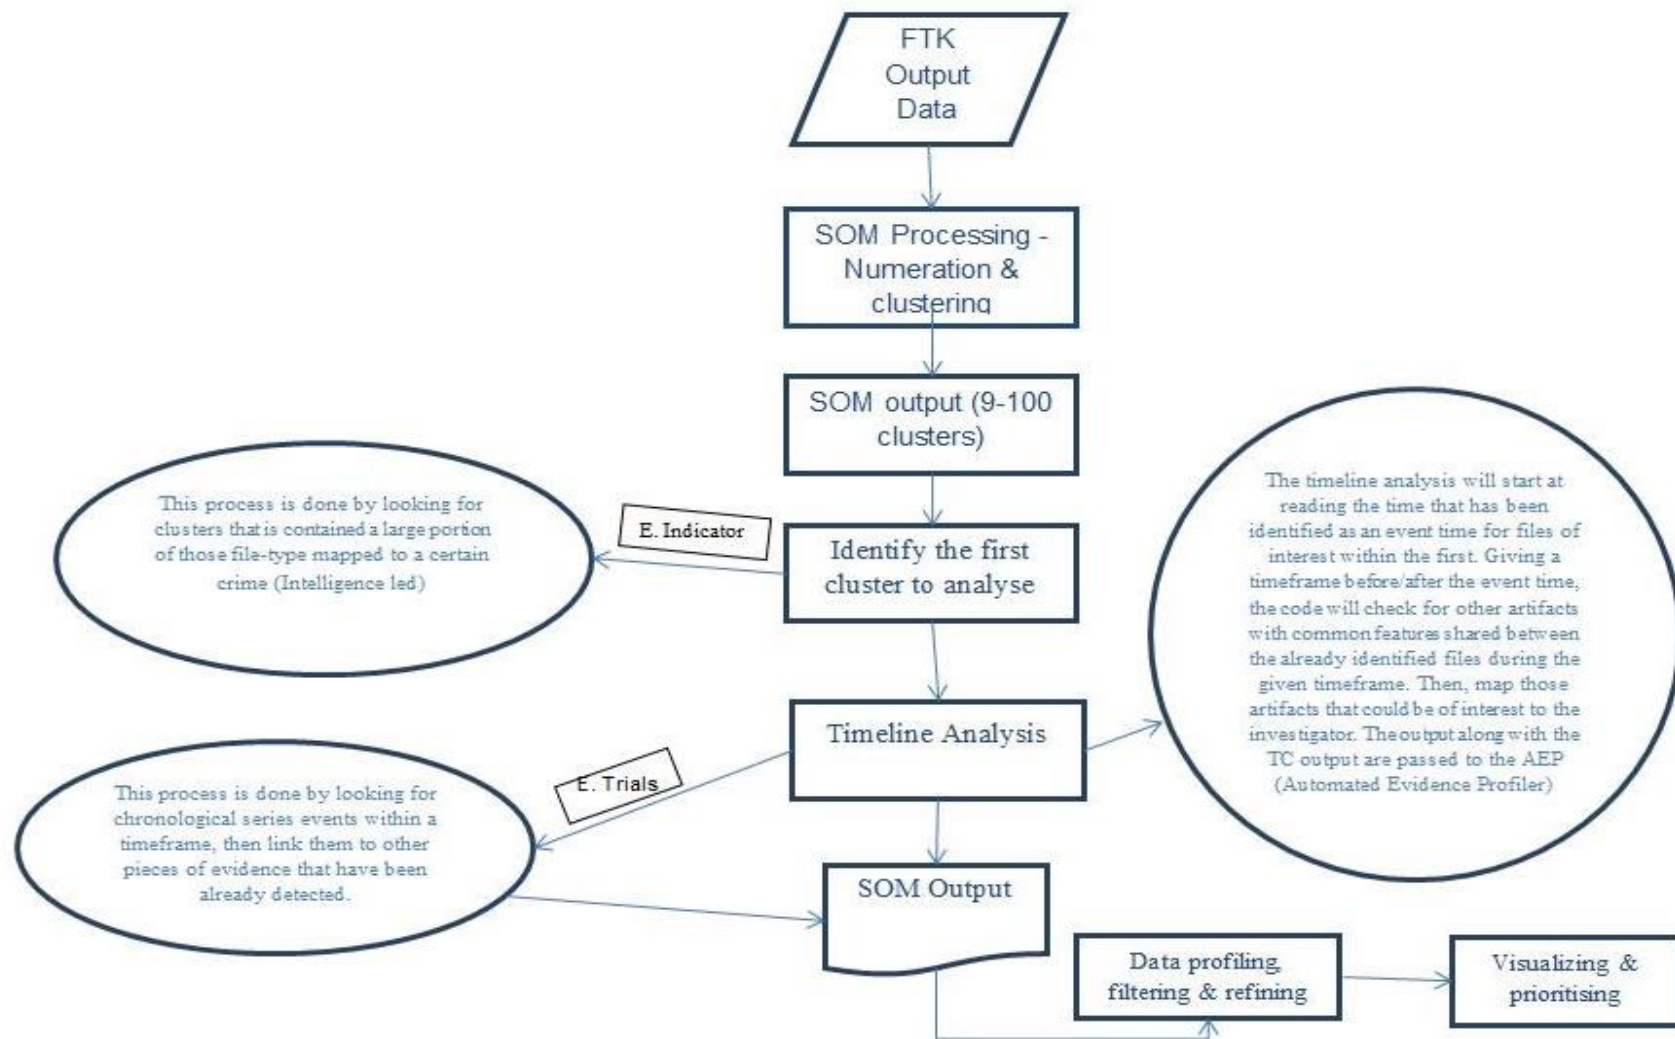 FTK
Output
Data
SOM Processing -
Numeration &
clustering
SOM output (9-100
clusters)
This process is done by looking for
clusters that is contained a large portion
of those file-type mapped to a certain
crime (Intelligence led)
E. Indicator
Identify the first
cluster to analyse
The timeline analysis will start at
reading the time that has been
identified as an event time for files of
interest within the first. Giving a
timeframe before/after the event time,
the code will check for other artifacts
with common features shared between
the already identified files during the
given timeframe. Then, map those
artifacts that could be of interest to the
investigator. The output along with the
TC output are passed to the AEP
(Automated Evidence Profiler)
Timeline Analysis
E. Trials
This process is done by looking for
chronological series events within a
timeframe, then link them to other
pieces of evidence that have been
already detected.
SOM Output
Data profiling,
filtering & refining
Visualizing &
prioritising